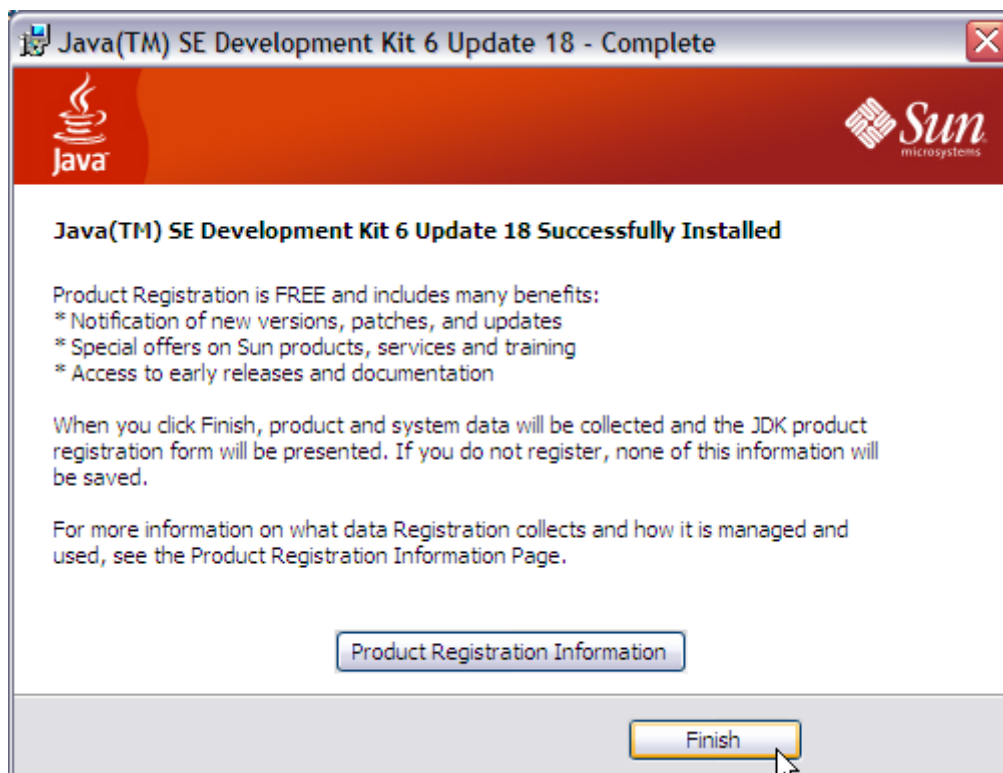 Java(TM) SE Development Kit 6 Update 18 - Complete
Java
Sun
microsystems
Java(TM) SE Development Kit 6 Update 18 Successfully Installed
Product Registration is FREE and includes many benefits:
* Notification of new versions, patches, and updates
* Special offers on Sun products, services and training
* Access to early releases and documentation
When you click Finish, product and system data will be collected and the JDK product
registration form will be presented. If you do not register, none of this information will
be saved.
For more information on what data Registration collects and how it is managed and
used, see the Product Registration Information Page.
Product Registration Information
Finish